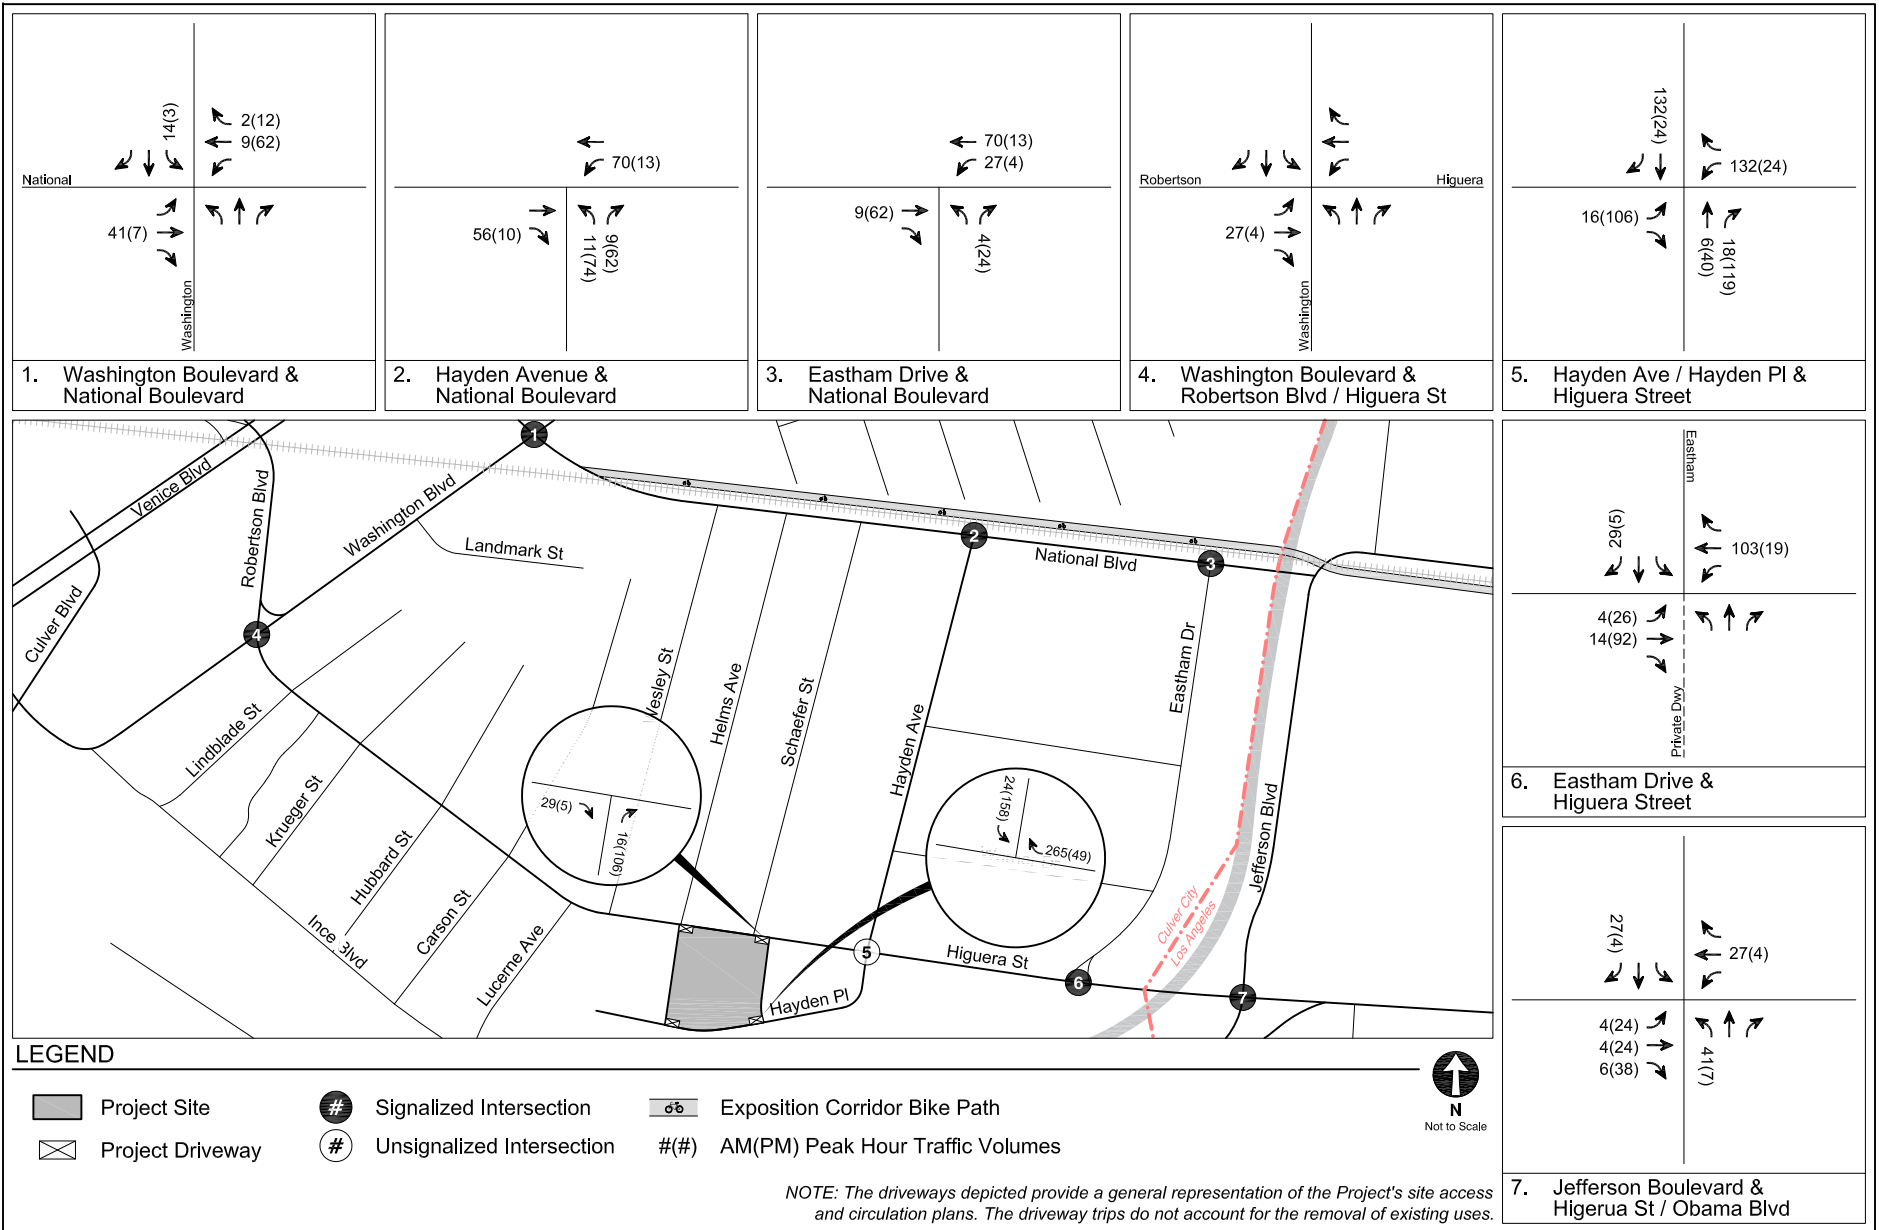 14(3)
2(12)
9(62)
National
41(7)
Washington
1. Washington Boulevard &
National Boulevard
70(13)
56(10)
11(74)
9(62)
2. Hayden Avenue &
National Boulevard
70(13)
27(4)
9(62)
4(24)
3. Eastham Drive &
National Boulevard
Robertson
Higuera
27(4)
Washington
4. Washington Boulevard &
Robertson Blvd / Higuera St
132(24)
132(24)
16(106)
6(40)
18(119)
5. Hayden Ave / Hayden Pl &
Higuera Street
Eastham
29(5)
103(19)
4(26)
14(92)
Private Dwy
6. Eastham Drive &
Higuera Street
27(4)
27(4)
4(24)
4(24)
6(38)
41(7)
7. Jefferson Boulevard &
Higerua St / Obama Blvd
1
Venice Blvd
Robertson Blvd
Washington Blvd
Landmark St
2
National Blvd
3
Culver Blvd
4
Wesley St
Helms Ave
Schaefer St
Hayden Ave
Eastham Dr
Lindblade St
Krueger St
Hubbard St
Carson St
Ince Blvd
Lucerne Ave
29(5)
16(106)
24(158)
265(49)
Jefferson Blvd
Culver City
Los Angeles
5
Higuera St
6
7
Hayden Pl
LEGEND
Project Site
# Signalized Intersection
Exposition Corridor Bike Path
Project Driveway
# Unsignalized Intersection
#(#) AM(PM) Peak Hour Traffic Volumes
N
Not to Scale
NOTE: The driveways depicted provide a general representation of the Project's site access
and circulation plans. The driveway trips do not account for the removal of existing uses.